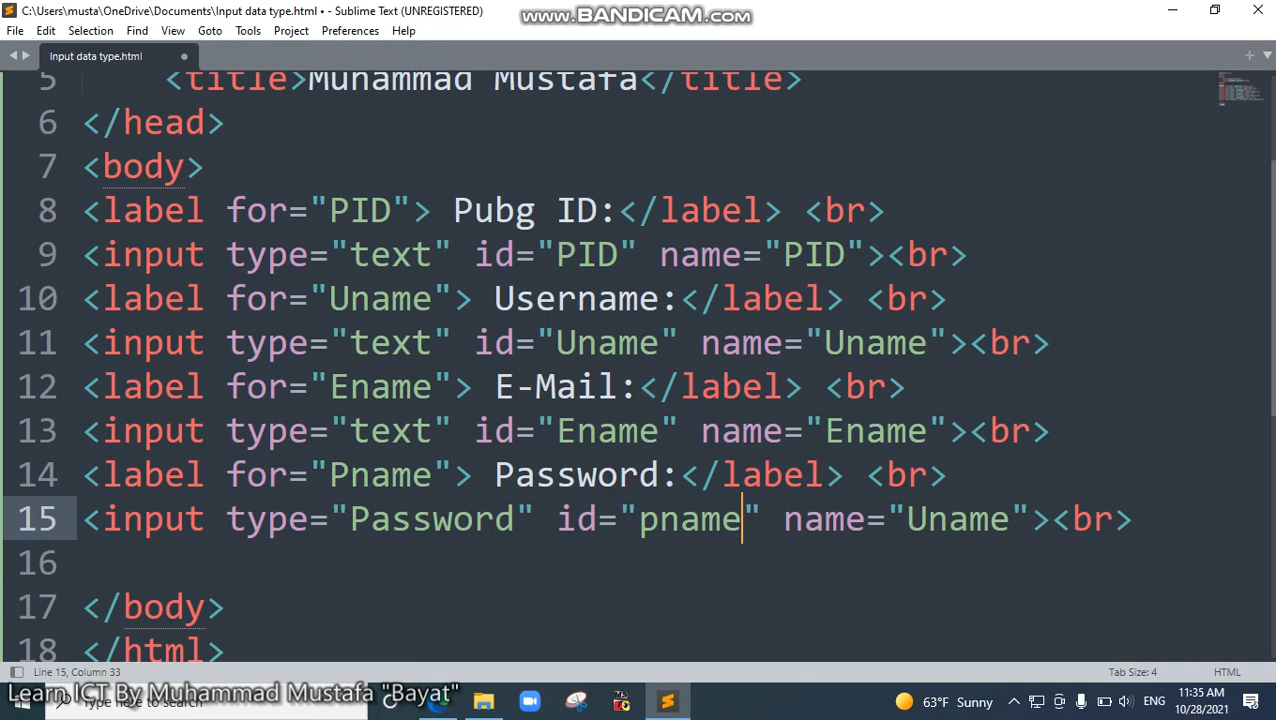 C:\Users\musta\OneDrive\Documents\Input data type.html • - Sublime Text (UNREGISTERED)
www.BANDICAM.com
File Edit Selection Find View Goto Tools Project Preferences Help
Input data type.html
5 <title>Muhammad Mustafa</title>
6 </head>
7 <body>
8 <label for="PID"> Pubg ID:</label> <br>
9 <input type="text" id="PID" name="PID"><br>
10 <label for="Uname"> Username:</label> <br>
11 <input type="text" id="Uname" name="Uname"><br>
12 <label for="Ename"> E-Mail:</label> <br>
13 <input type="text" id="Ename" name="Ename"><br>
14 <label for="Pname"> Password:</label> <br>
15 <input type="Password" id="pname" name="Uname"><br>
16
17 </body>
18 </html>
Line 15, Column 33 Tab Size: 4 HTML
Learn ICT By Muhammad Mustafa "Bayat"
Type here to search
63°F Sunny ENG 11:35 AM
10/28/2021